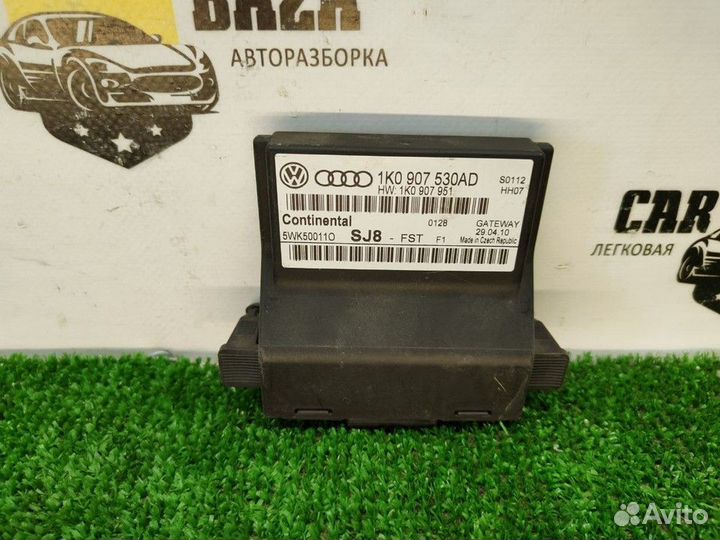 BAZA
АВТОРАЗБОРКА
1K0 907 530AD
HW: 1K0 907 951
S0112
HH07
Continental
0128
GATEWAY
29.04.10
5WK50011O SJ8 - FST F1 Made in Czech Republic
CAR
ЛЕГКОВАЯ
Avito